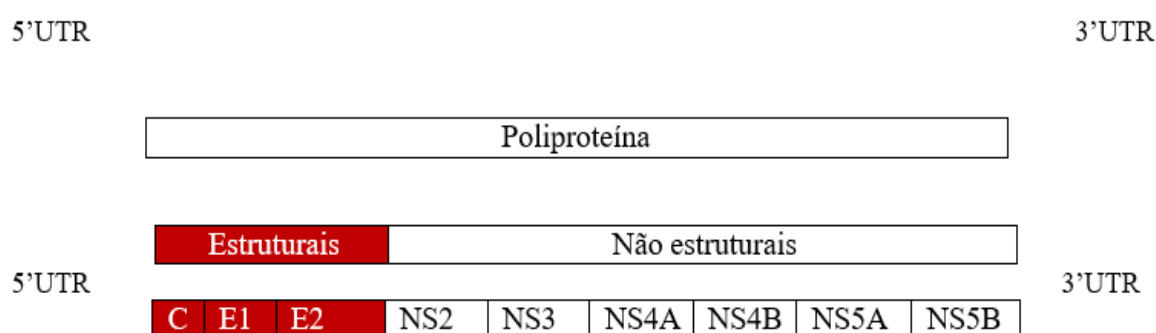 5’UTR 3’UTR
Poliproteína
Estruturais Não estruturais
5’UTR 3’UTR
C E1 E2 NS2 NS3 NS4A NS4B NS5A NS5B